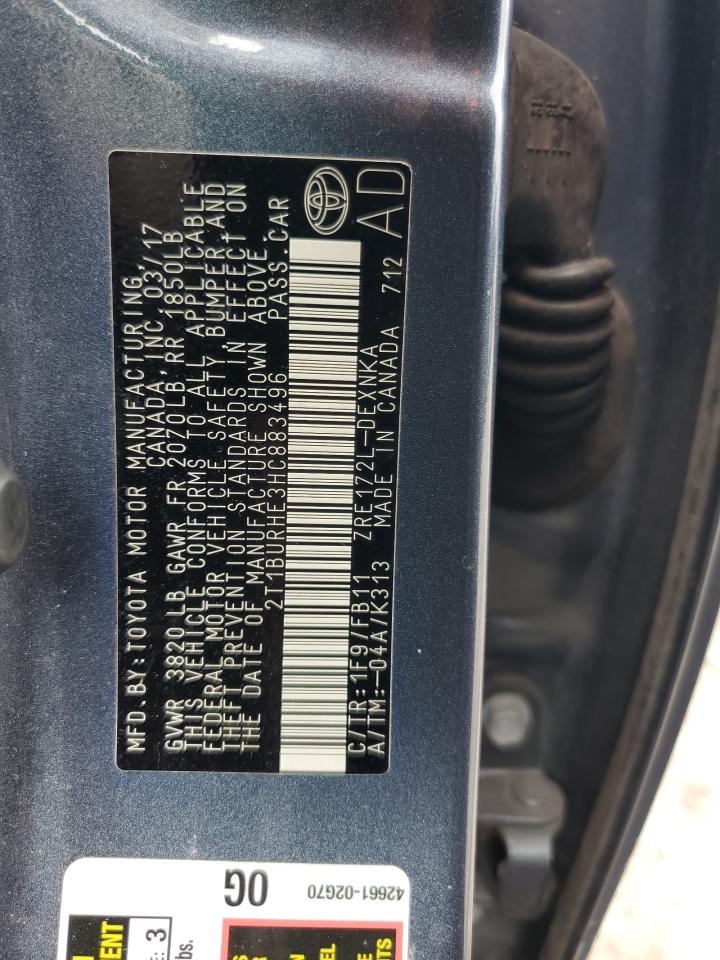 MFD.BY:TOYOTA MOTOR MANUFACTURING,
CANADA,INC. 03/17
GVWR 3820LB GAWR FR 2070LB,RR 1850LB
THIS VEHICLE CONFORMS TO ALL APPLICABLE
FEDERAL MOTOR VEHICLE SAFETY, BUMPER,AND
THEFT PREVENTION STANDARDS IN EFFECT ON
THE DATE OF MANUFACTURE SHOWN ABOVE.
2T1BURHE3HC883496 PASS.CAR
C/TR:1F9/FB11 ZRE172L-DEXNKA
A/TM:-04A/K313 MADE IN CANADA 712
AD
0G
42661-02G70
ENT
: 3
bs.